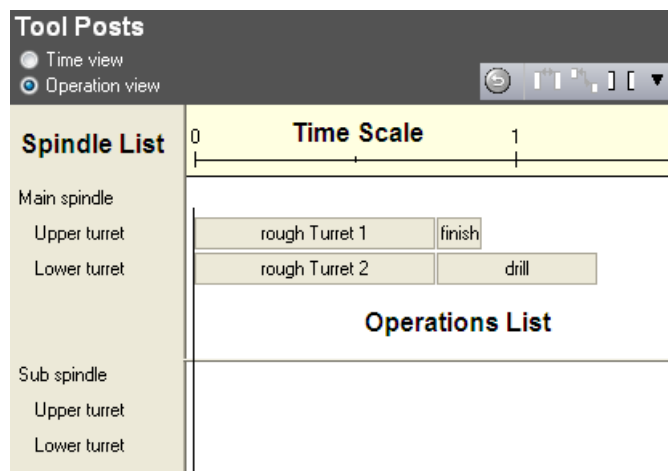 Tool Posts
Time view
Operation view
Spindle List
0 Time Scale 1
Main spindle
Upper turret rough Turret 1 finish
Lower turret rough Turret 2 drill
Operations List
Sub spindle
Upper turret
Lower turret